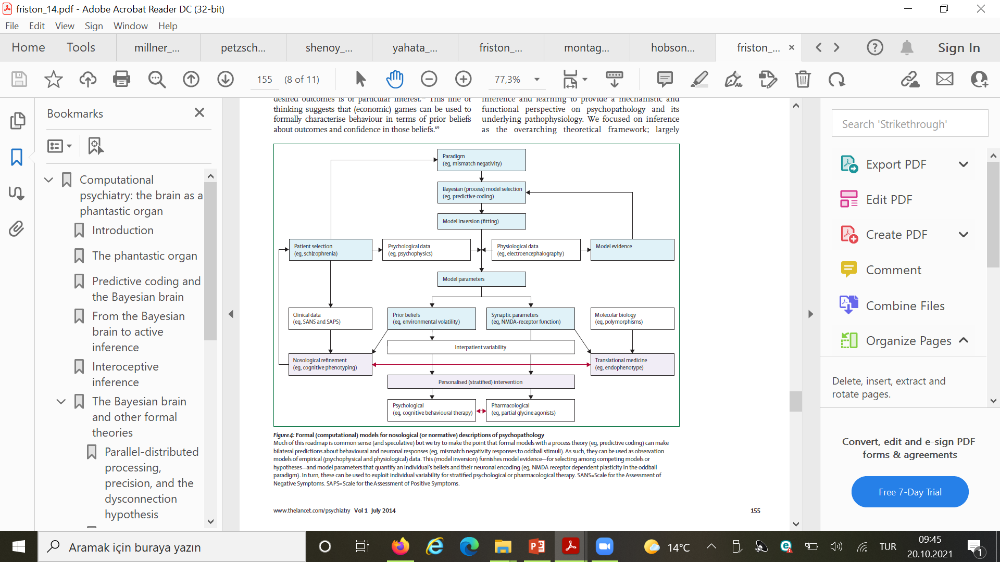 friston_14.pdf - Adobe Acrobat Reader DC (32-bit)
File Edit View Sign Window Help
Home Tools millner_... petzsch... shenoy_... yahata_... friston_... montag... hobson... friston_... Sign In
155 (8 of 11) 77,3%
Bookmarks
Computational
psychiatry: the brain as a
phantastic organ
Introduction
The phantastic organ
Predictive coding and
the Bayesian brain
From the Bayesian
brain to active
inference
Interoceptive
inference
The Bayesian brain
and other formal
theories
Parallel-distributed
processing,
precision, and the
dysconnection
hypothesis
desired outcomes is of particular interest. This line of
thinking suggests that (economic) games can be used to
formally characterise behaviour in terms of prior beliefs
about outcomes and confidence in those beliefs.69
inference and learning to provide a mechanistic and
functional perspective on psychopathology and its
underlying pathophysiology. We focused on inference
as the overarching theoretical framework; largely
Paradigm
(eg, mismatch negativity)
Bayesian (process) model selection
(eg, predictive coding)
Model inversion (fitting)
Patient selection
(eg, schizophrenia)
Psychological data
(eg, psychophysics)
Physiological data
(eg, electroencephalography)
Model evidence
Model parameters
Clinical data
(eg, SANS and SAPS)
Prior beliefs
(eg, environmental volatility)
Synaptic parameters
(eg, NMDA-receptor function)
Molecular biology
(eg, polymorphisms)
Interpatient variability
Nosological refinement
(eg, cognitive phenotyping)
Translational medicine
(eg, endophenotype)
Personalised (stratified) intervention
Psychological
(eg, cognitive behavioural therapy)
Pharmacological
(eg, partial glycine agonists)
Figure 4: Formal (computational) models for nosological (or normative) descriptions of psychopathology
Much of this roadmap is common sense (and speculative) but we try to make the point that formal models with a process theory (eg, predictive coding) can make
bilateral predictions about behavioural and neuronal responses (eg, mismatch negativity responses to oddball stimuli). As such, they can be used as observation
models of empirical (psychophysical and physiological) data. This (model inversion) furnishes model evidence—for selecting among competing models or
hypotheses—and model parameters that quantify an individual's beliefs and their neuronal encoding (eg, NMDA receptor dependent plasticity in the oddball
paradigm). In turn, these can be used to exploit individual variability for stratified psychological or pharmacological therapy. SANS=Scale for the Assessment of
Negative Symptoms. SAPS=Scale for the Assessment of Positive Symptoms.
www.thelancet.com/psychiatry Vol 1 July 2014
155
Search 'Strikethrough'
Export PDF
Edit PDF
Create PDF
Comment
Combine Files
Organize Pages
Delete, insert, extract and
rotate pages.
Convert, edit and e-sign PDF
forms & agreements
Free 7-Day Trial
Aramak için buraya yazın
14°C
TUR
09:45
20.10.2021
1